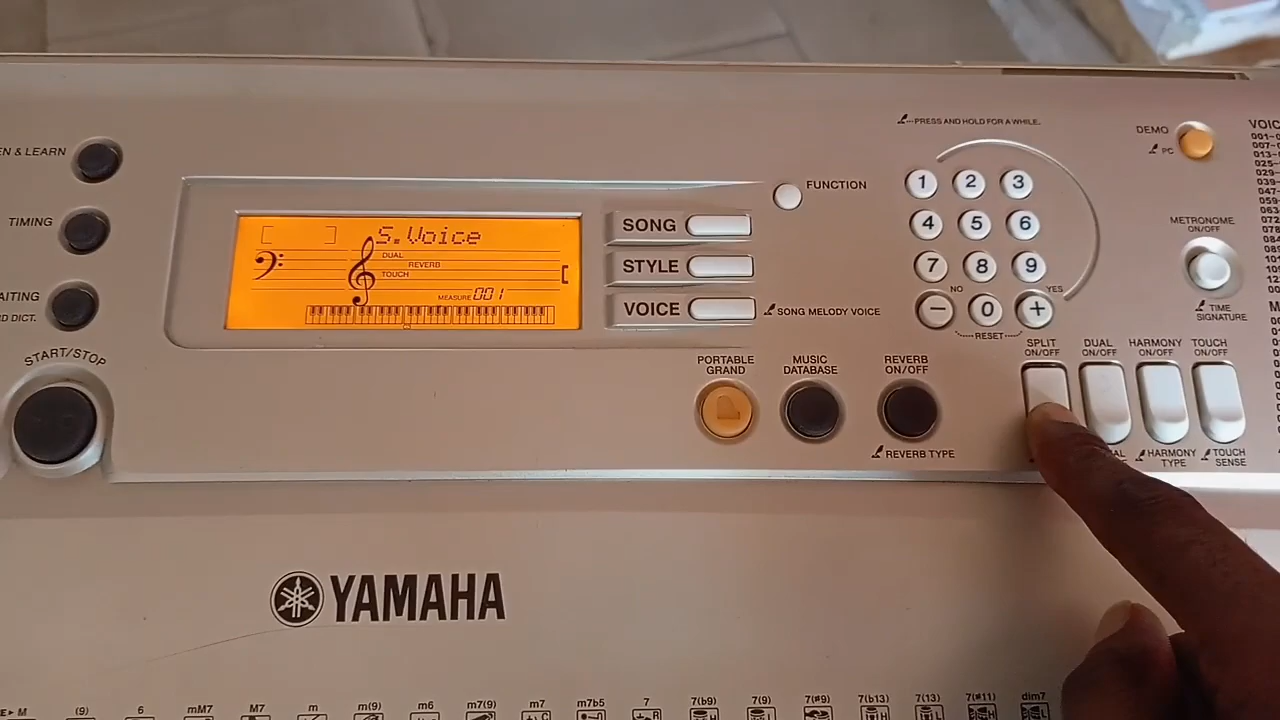 PRESS AND HOLD FOR A WHILE.
DEMO
PC
EN & LEARN
TIMING
AITING
D DICT.
START/STOP
S.Voice
DUAL
REVERB
TOUCH
MEASURE 001
FUNCTION
SONG
STYLE
VOICE
SONG MELODY VOICE
1 2 3
4 5 6
7 8 9
NO YES
− 0 +
RESET
METRONOME
ON/OFF
TIME
SIGNATURE
PORTABLE
GRAND
MUSIC
DATABASE
REVERB
ON/OFF
REVERB TYPE
SPLIT
ON/OFF
DUAL
ON/OFF
HARMONY
ON/OFF
TOUCH
ON/OFF
HARMONY
TYPE
TOUCH
SENSE
VOIC
YAMAHA
M (9) 6 mM7 M7 m m(9) m6 m7(9) m7 m7b5 7 7(b9) 7(9) 7(#9) 7(b13) 7(13) 7(#11) dim7